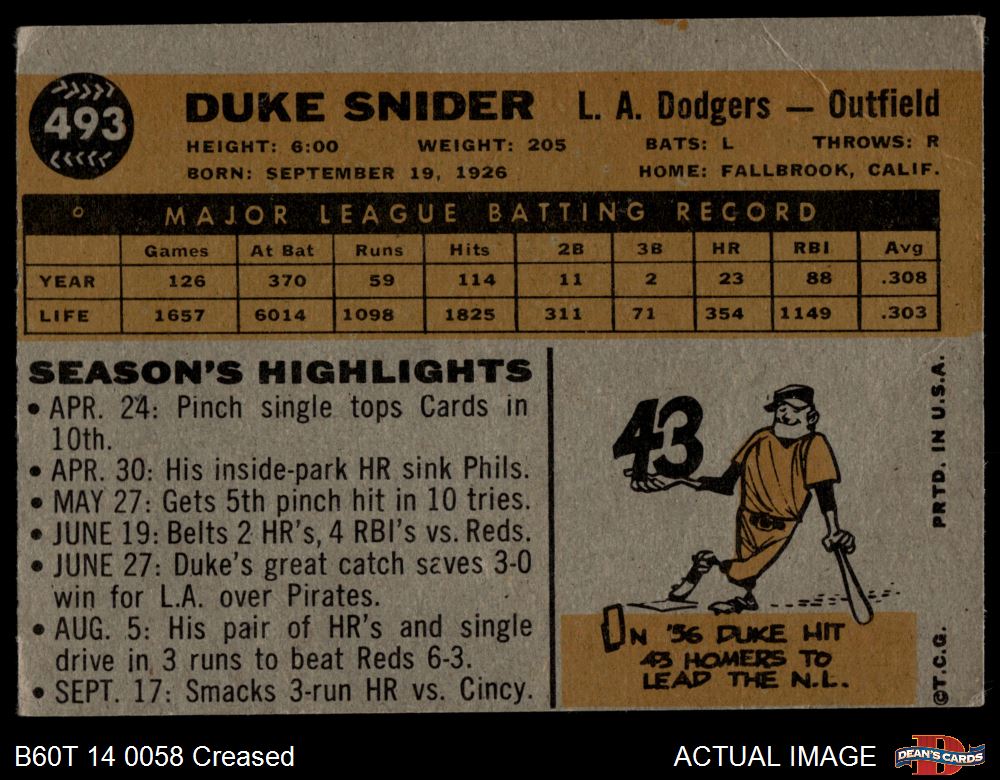 493
DUKE SNIDER L. A. Dodgers — Outfield
HEIGHT: 6:00 WEIGHT: 205 BATS: L THROWS: R
BORN: SEPTEMBER 19, 1926 HOME: FALLBROOK, CALIF.
MAJOR LEAGUE BATTING RECORD
Games At Bat Runs Hits 2B 3B HR RBI Avg
YEAR 126 370 59 114 11 2 23 88 .308
LIFE 1657 6014 1098 1825 311 71 354 1149 .303
SEASON'S HIGHLIGHTS
• APR. 24: Pinch single tops Cards in
10th.
• APR. 30: His inside-park HR sink Phils.
• MAY 27: Gets 5th pinch hit in 10 tries.
• JUNE 19: Belts 2 HR's, 4 RBI's vs. Reds.
• JUNE 27: Duke's great catch saves 3-0
win for L.A. over Pirates.
• AUG. 5: His pair of HR's and single
drive in 3 runs to beat Reds 6-3.
• SEPT. 17: Smacks 3-run HR vs. Cincy.
43
IN '56 DUKE HIT
43 HOMERS TO
LEAD THE N.L.
PRTD. IN U.S.A.
©T.C.G.
B60T 14 0058 Creased
ACTUAL IMAGE
DEAN'S CARDS